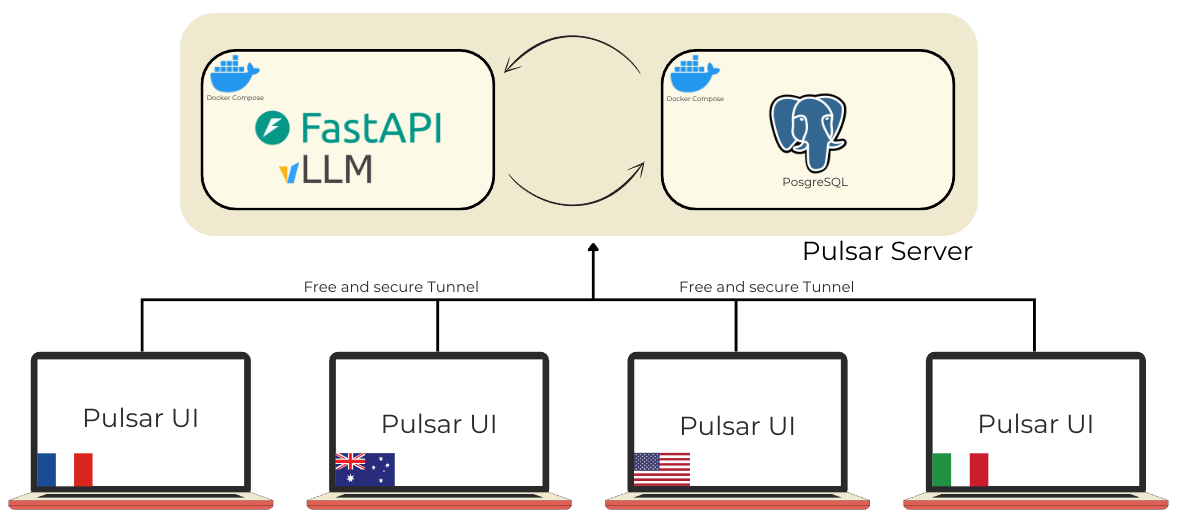 Docker Compose
Docker Compose
FastAPI
vLLM
PosgreSQL
Pulsar Server
Free and secure Tunnel
Free and secure Tunnel
Pulsar UI
Pulsar UI
Pulsar UI
Pulsar UI